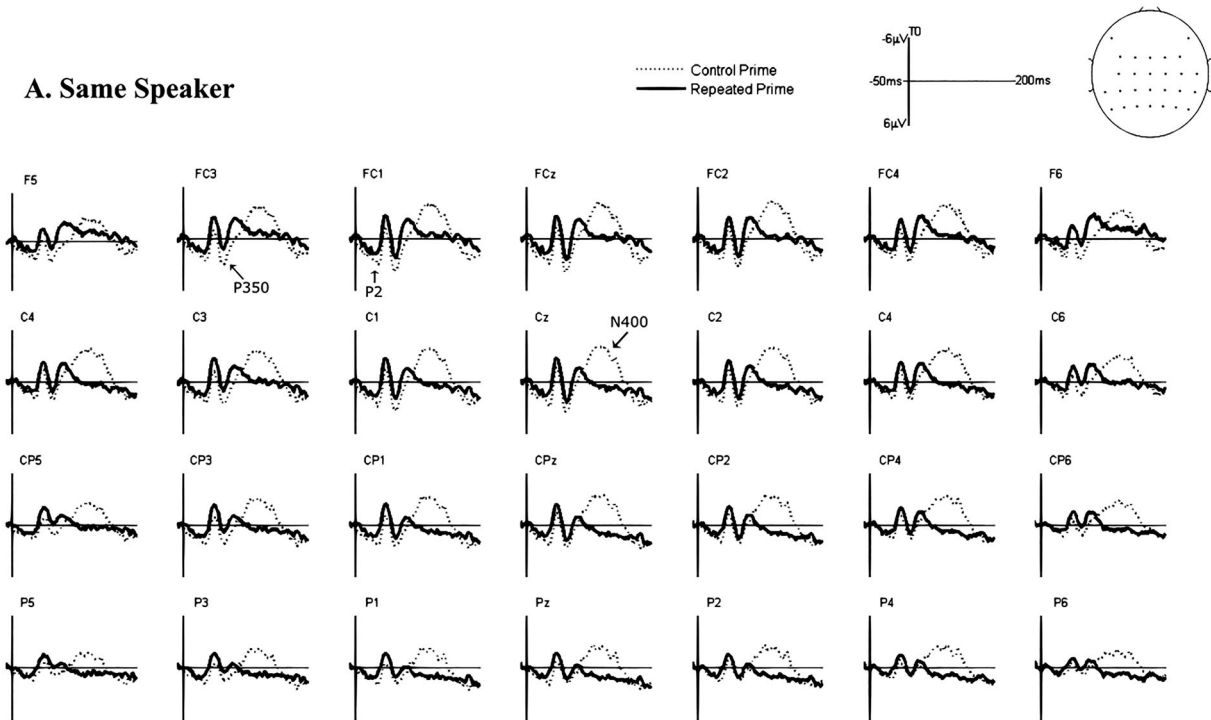 -6µV T0
-50ms 200ms
6µV
A. Same Speaker
Control Prime
Repeated Prime
F5 FC3 FC1 FCz FC2 FC4 F6
P350
P2
C4 C3 C1 Cz C2 C4 C6
N400
CP5 CP3 CP1 CPz CP2 CP4 CP6
P5 P3 P1 Pz P2 P4 P6